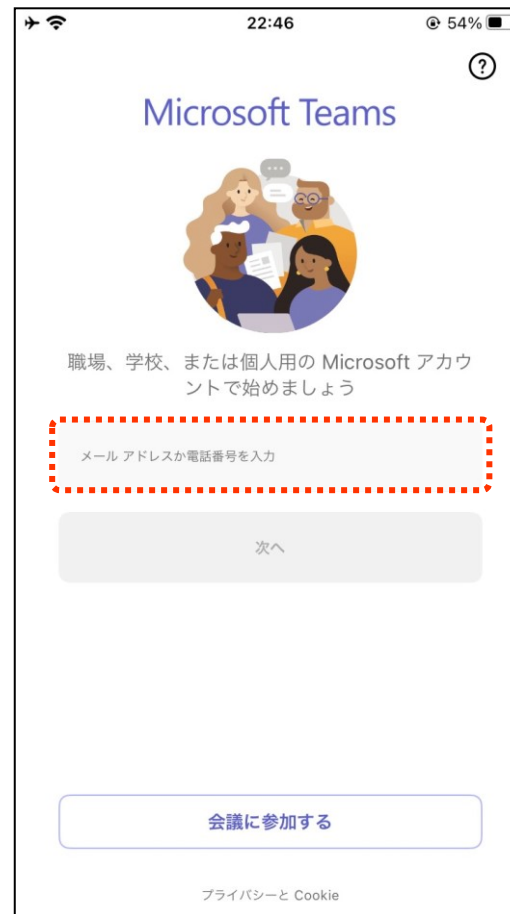 22:46
54%
?
Microsoft Teams
職場、学校、または個人用の Microsoft アカウ
ントで始めましょう
メール アドレスか電話番号を入力
次へ
会議に参加する
プライバシーと Cookie